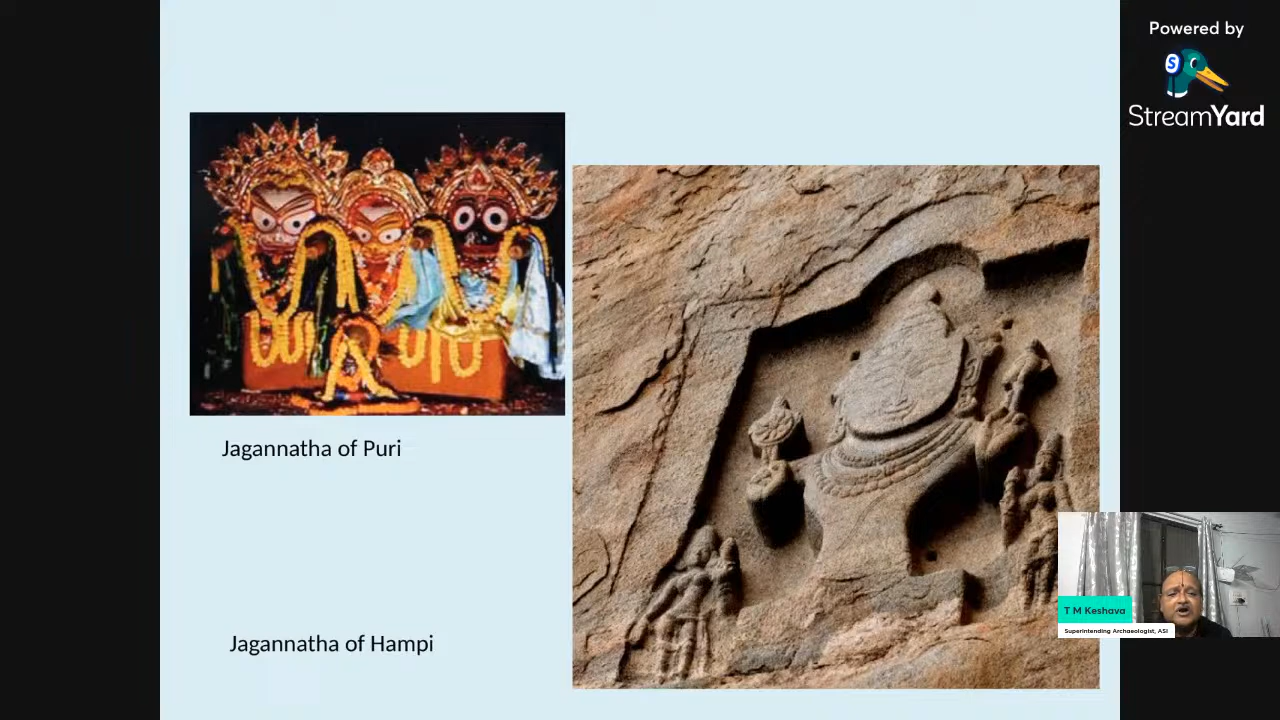 Powered by
S
StreamYard
Jagannatha of Puri
Jagannatha of Hampi
T M Keshava
Superintending Archaeologist, ASI